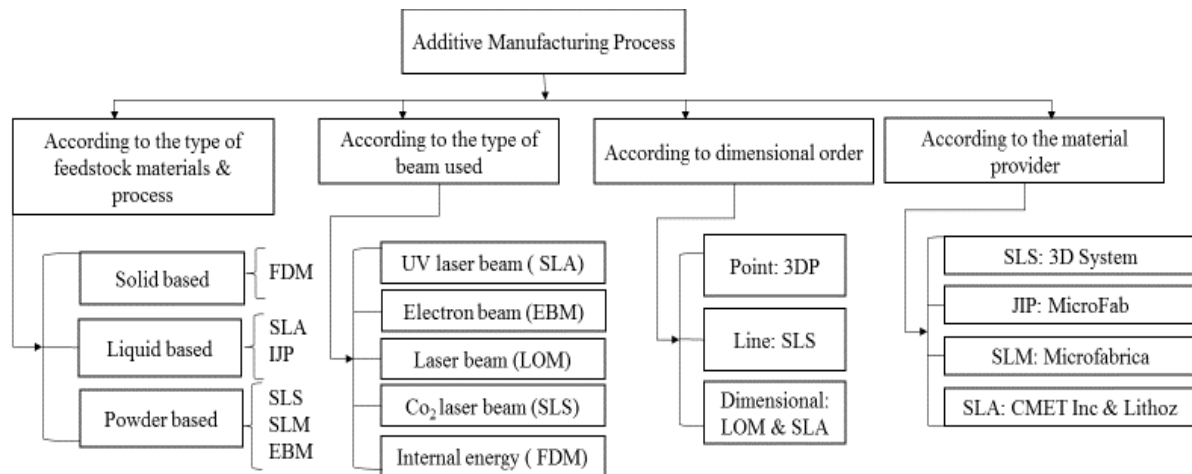 Additive Manufacturing Process
According to the type of
feedstock materials &
process
According to the type of
beam used
According to dimensional order
According to the material
provider
Solid based
FDM
Liquid based
SLA
IJP
Powder based
SLS
SLM
EBM
UV laser beam ( SLA)
Electron beam (EBM)
Laser beam (LOM)
Co₂ laser beam (SLS)
Internal energy ( FDM)
Point: 3DP
Line: SLS
Dimensional:
LOM & SLA
SLS: 3D System
JIP: MicroFab
SLM: Microfabrica
SLA: CMET Inc & Lithoz